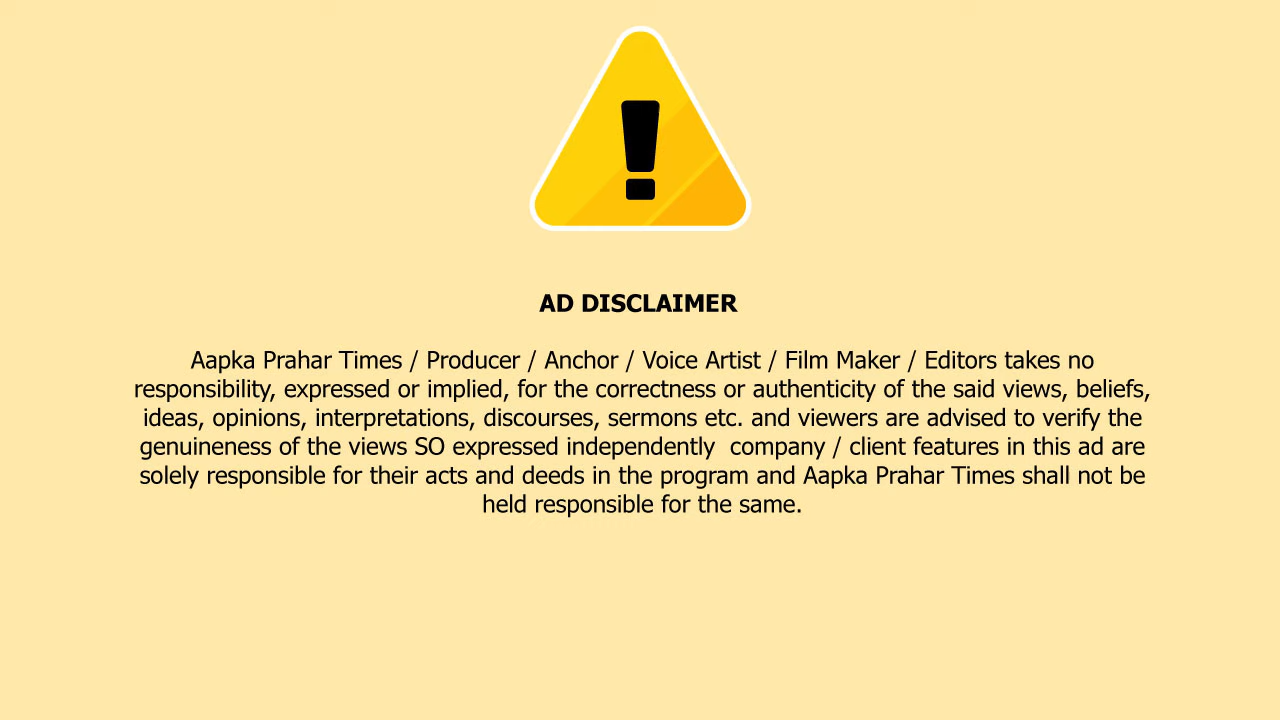 AD DISCLAIMER
Aapka Prahar Times / Producer / Anchor / Voice Artist / Film Maker / Editors takes no
responsibility, expressed or implied, for the correctness or authenticity of the said views, beliefs,
ideas, opinions, interpretations, discourses, sermons etc. and viewers are advised to verify the
genuineness of the views SO expressed independently  company / client features in this ad are
solely responsible for their acts and deeds in the program and Aapka Prahar Times shall not be
held responsible for the same.